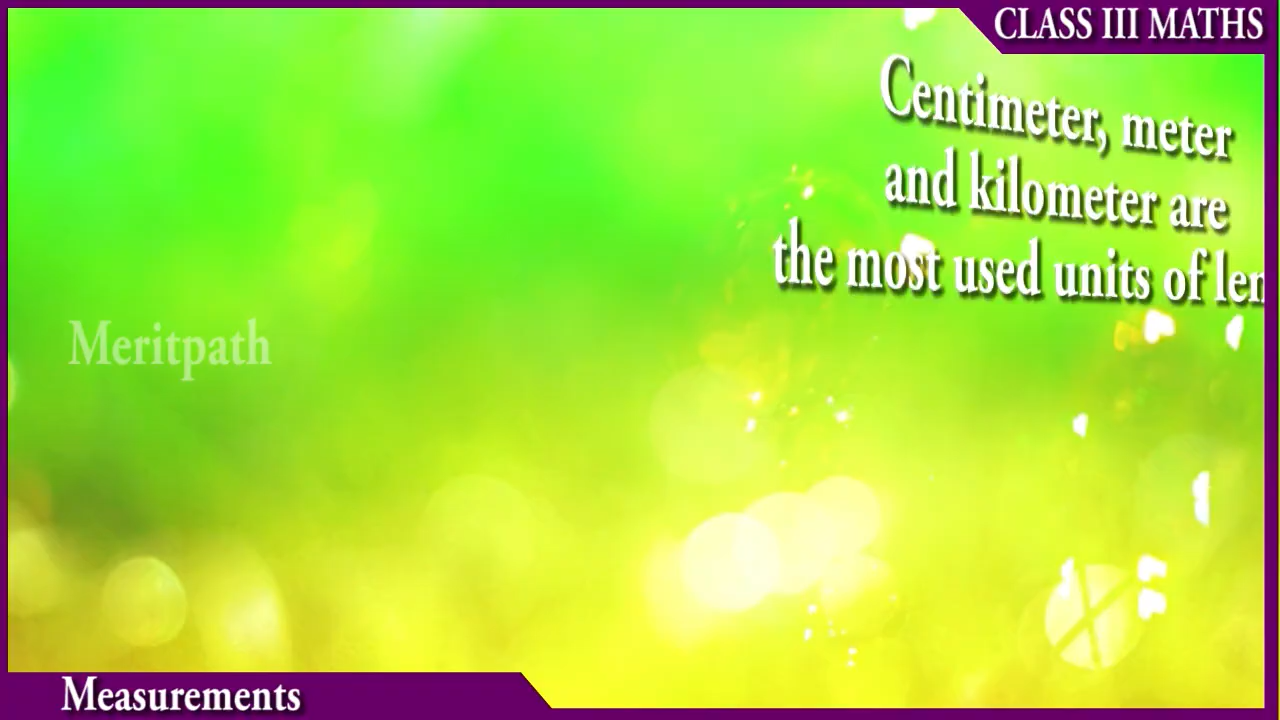 CLASS III MATHS
Centimeter, meter
and kilometer are
the most used units of
Meritpath
Measurements